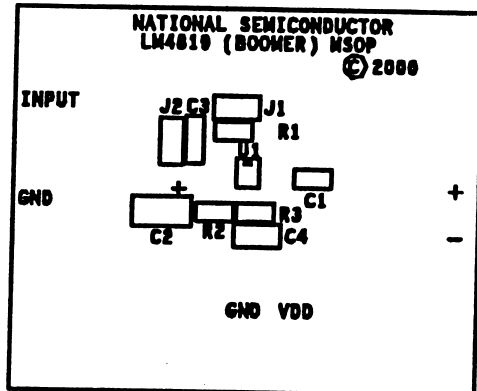 NATIONAL SEMICONDUCTOR
LM4819 (BOOMER) MSOP
© 2000
INPUT
J2 C3 J1
R1
U1
GND + C1 +
C2 R2 R3
C4 −
GND VDD